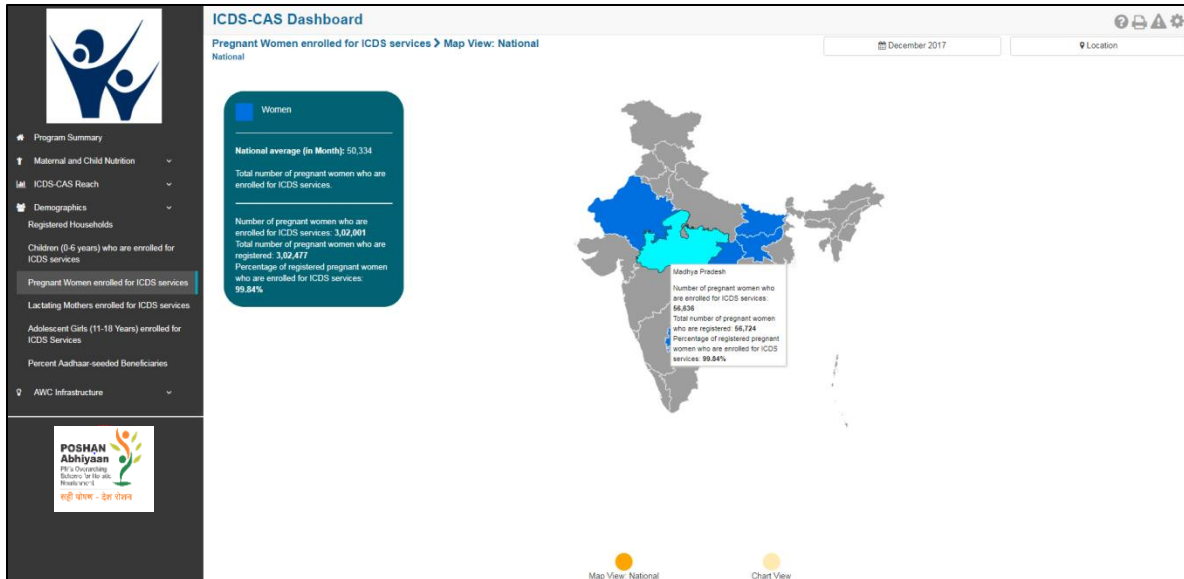 ICDS-CAS Dashboard
Pregnant Women enrolled for ICDS services > Map View: National
National
December 2017
Location
Program Summary
Maternal and Child Nutrition
ICDS-CAS Reach
Demographics
Registered Households
Children (0-6 years) who are enrolled for
ICDS services
Pregnant Women enrolled for ICDS services
Lactating Mothers enrolled for ICDS services
Adolescent Girls (11-18 Years) enrolled for
ICDS Services
Percent Aadhaar-seeded Beneficiaries
AWC Infrastructure
POSHAN
Abhiyaan
PM's Overarching
Scheme for Holistic
Nourishment
सही पोषण - देश रोशन
Women
National average (in Month): 50,334
Total number of pregnant women who are
enrolled for ICDS services.
Number of pregnant women who are
enrolled for ICDS services: 3,02,001
Total number of pregnant women who are
registered: 3,02,477
Percentage of registered pregnant women
who are enrolled for ICDS services:
99.84%
Madhya Pradesh
Number of pregnant women who
are enrolled for ICDS services:
56,636
Total number of pregnant women
who are registered: 56,724
Percentage of registered pregnant
women who are enrolled for ICDS
services: 99.84%
Map View: National
Chart View